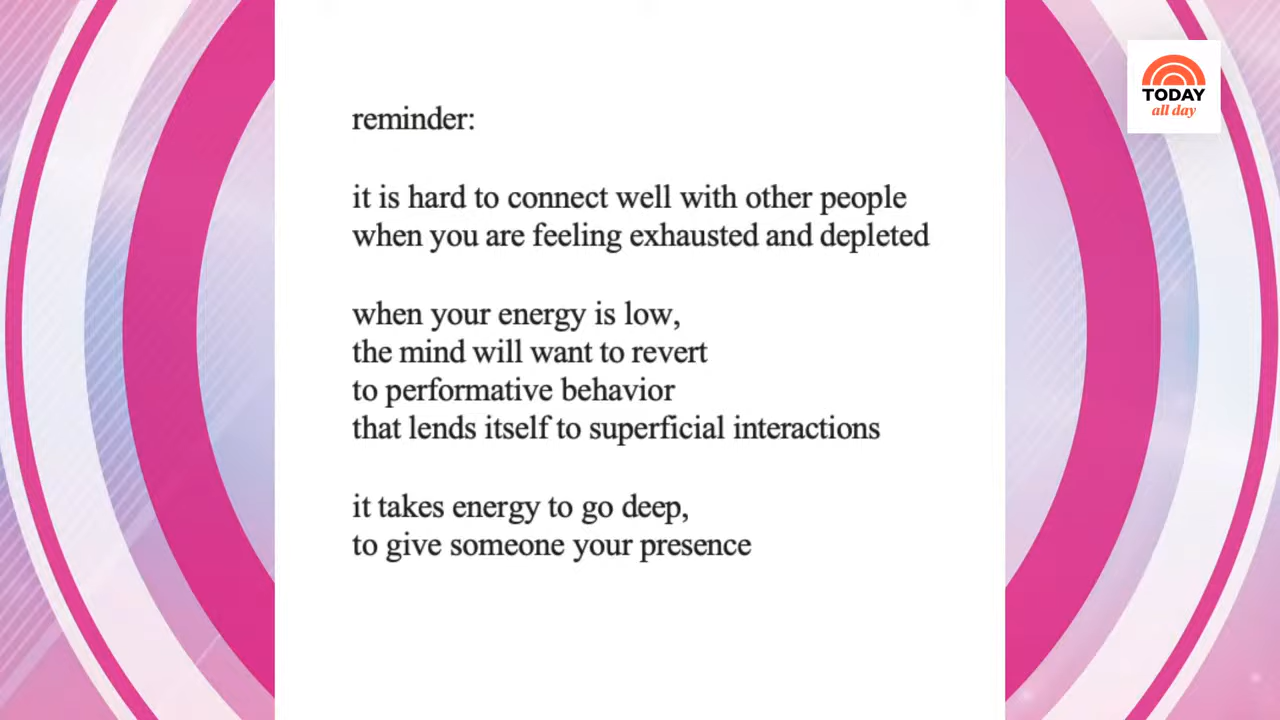 reminder:
it is hard to connect well with other people
when you are feeling exhausted and depleted
when your energy is low,
the mind will want to revert
to performative behavior
that lends itself to superficial interactions
it takes energy to go deep,
to give someone your presence
TODAY
all day